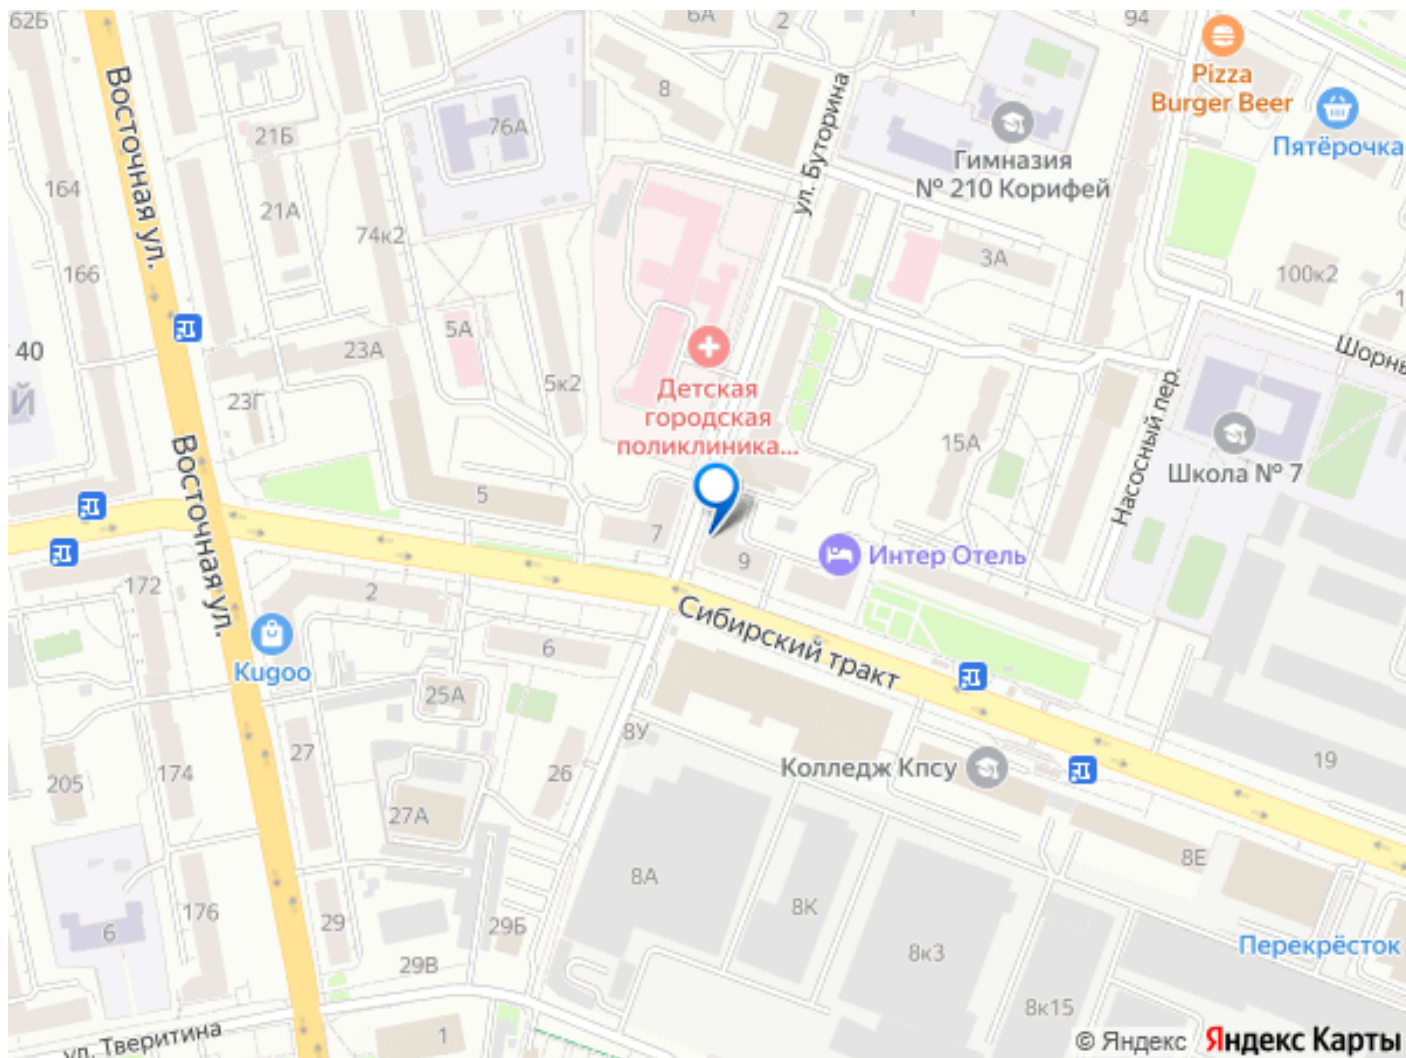 62Б
6А
2
94
Pizza
Burger Beer
Восточная ул.
8
76А
21Б
ул. Буторина
Гимназия
№ 210 Корифей
Пятёрочка
164
21А
74к2
166
3А
100к2
1
40
Й
5А
23А
5к2
23Г
Детская
городская
поликлиника...
15А
Шорны
Насосный пер.
Школа № 7
Восточная ул.
5
7
9
Интер Отель
172
2
6
Сибирский тракт
Kugoo
25А
8У
27
26
174
205
27А
Колледж Кпсу
19
8А
8К
8Е
176
6
29
29Б
29В
8к3
8к15
Перекрёсток
ул. Тверитина
1
© Яндекс Яндекс Карты